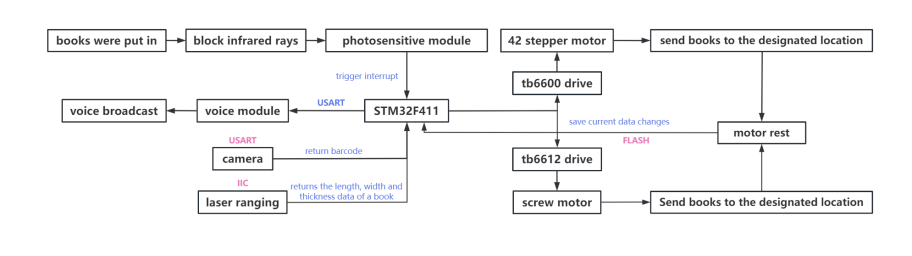 books were put in
block infrared rays
photosensitive module
42 stepper motor
send books to the designated location
trigger interrupt
tb6600 drive
voice broadcast
voice module
USART
STM32F411
save current data changes
motor rest
FLASH
USART
camera
return barcode
tb6612 drive
IIC
laser ranging
returns the length, width and
thickness data of a book
screw motor
Send books to the designated location